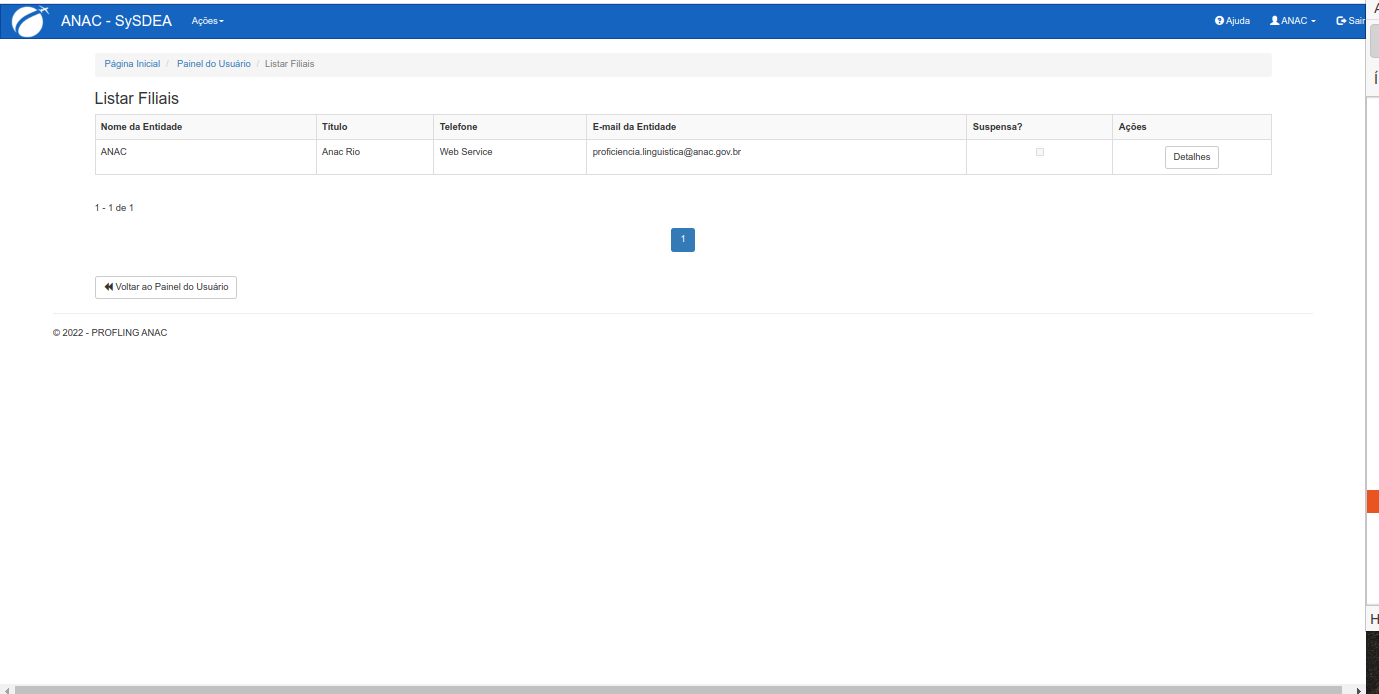 ANAC - SySDEA Ações Ajuda ANAC Sair
Página Inicial / Painel do Usuário / Listar Filiais
Listar Filiais
Nome da Entidade Título Telefone E-mail da Entidade Suspensa? Ações
ANAC Anac Rio Web Service proficiencia.linguistica@anac.gov.br Detalhes
1 - 1 de 1
1
Voltar ao Painel do Usuário
© 2022 - PROFLING ANAC